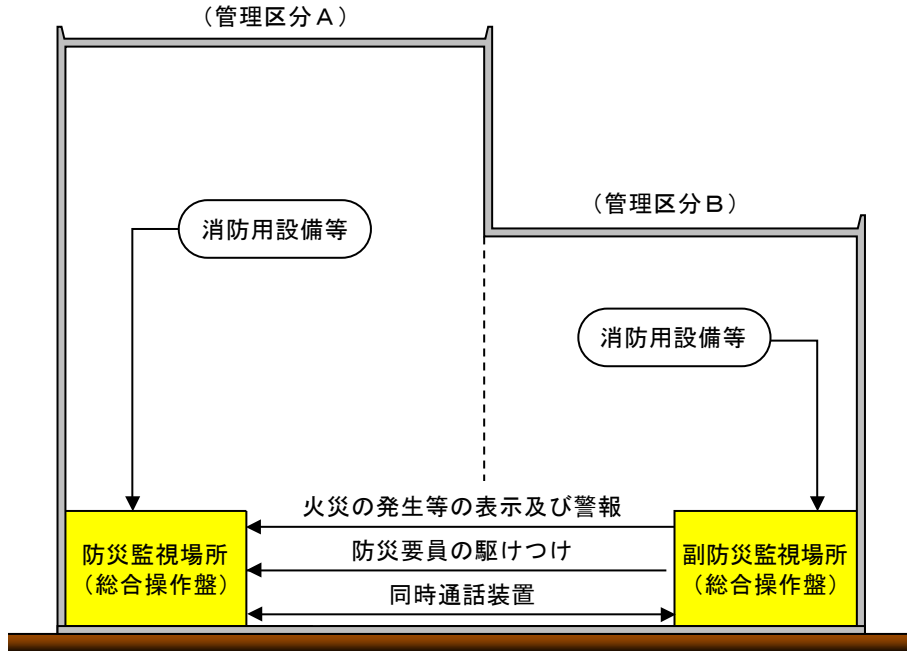 （管理区分Ａ）
（管理区分Ｂ）
消防用設備等
消防用設備等
火災の発生等の表示及び警報
防災要員の駆けつけ
同時通話装置
防災監視場所
（総合操作盤）
副防災監視場所
（総合操作盤）